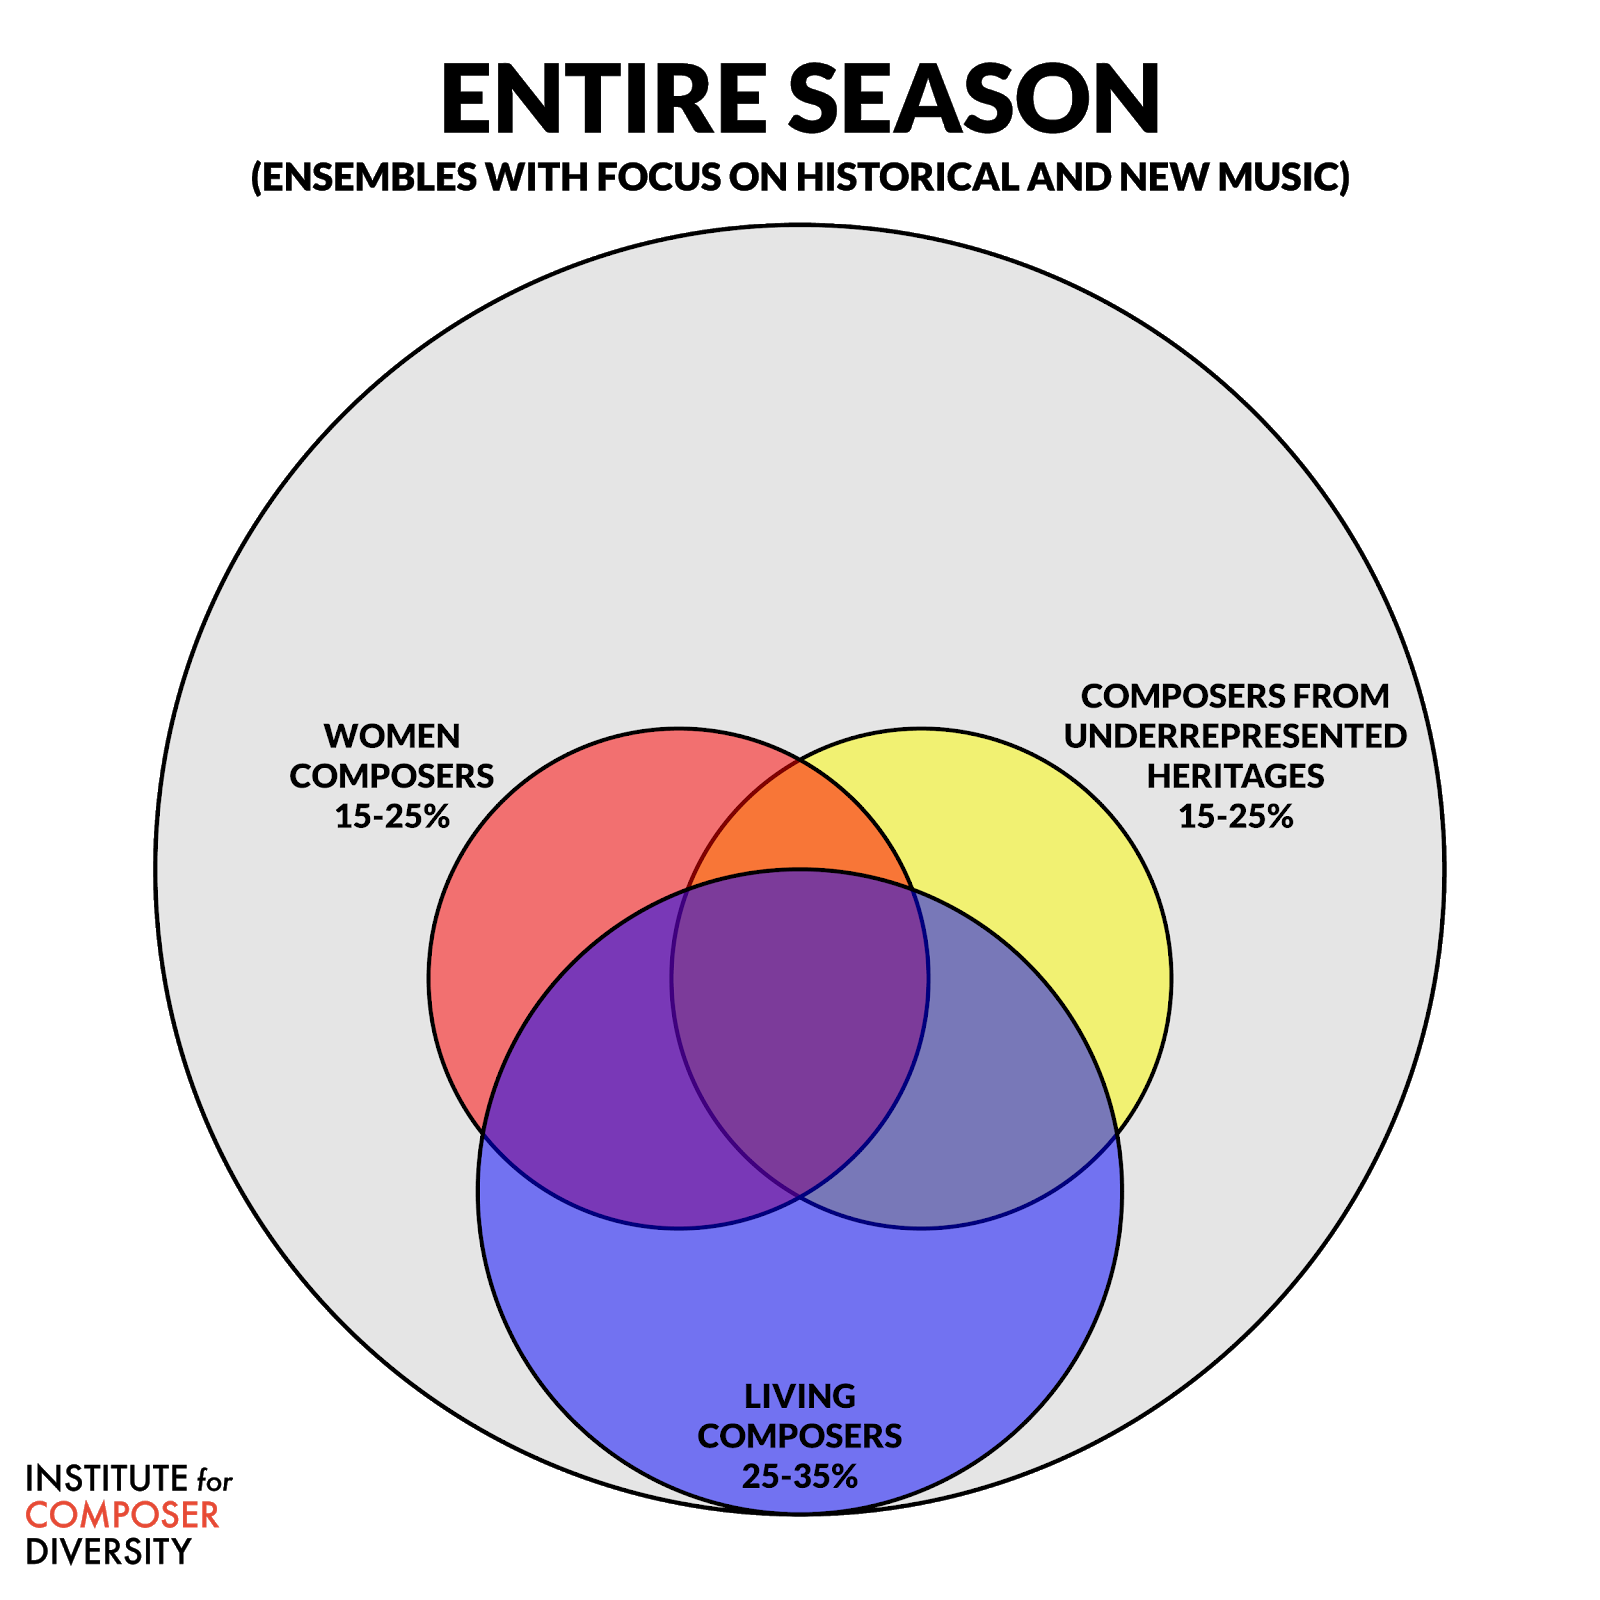 ENTIRE SEASON
(ENSEMBLES WITH FOCUS ON HISTORICAL AND NEW MUSIC)
WOMEN
COMPOSERS
15-25%
COMPOSERS FROM
UNDERREPRESENTED
HERITAGES
15-25%
LIVING
COMPOSERS
25-35%
INSTITUTE for
COMPOSER
DIVERSITY